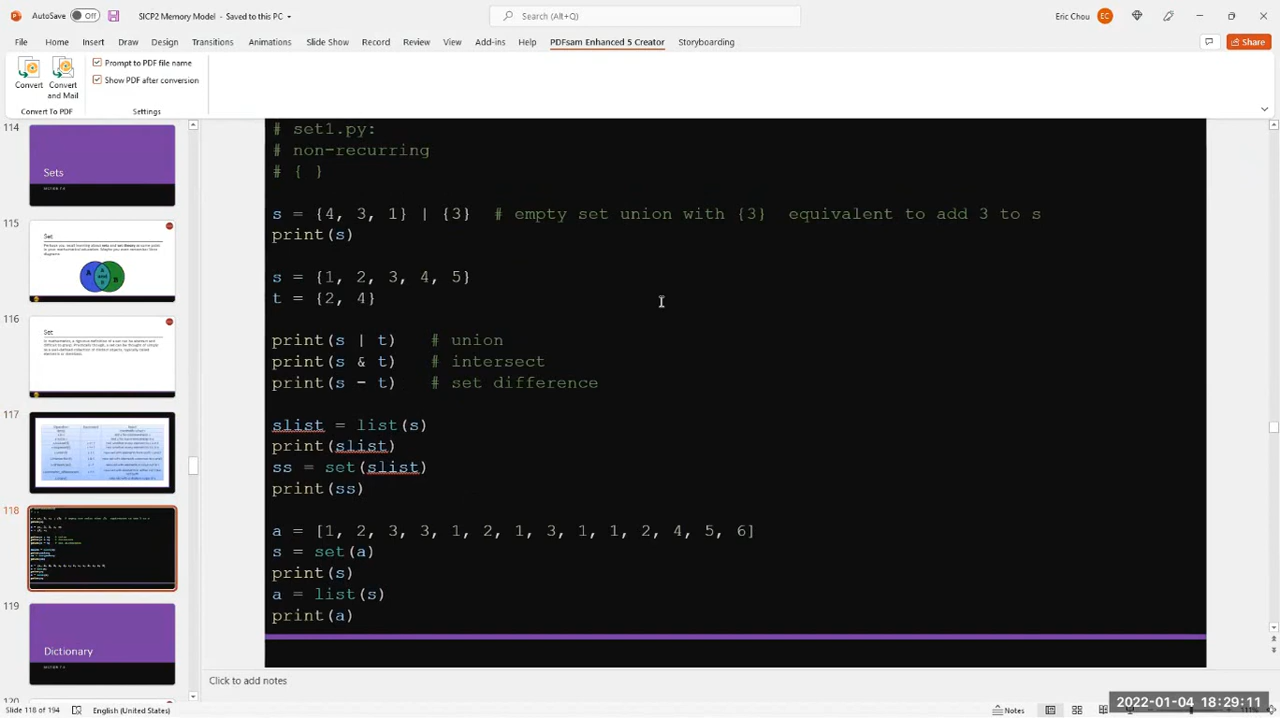 AutoSave Off SICP2 Memory Model - Saved to this PC Search (Alt+Q) Eric Chou EC
File Home Insert Draw Design Transitions Animations Slide Show Record Review View Add-ins Help PDFsam Enhanced 5 Creator Storyboarding Share
Convert Convert and Mail
Prompt to PDF file name
Show PDF after conversion
Convert To PDF Settings
114
Sets
115
Set
116
Set
117
118
119
Dictionary
120
# set1.py:
# non-recurring
# { }
s = {4, 3, 1} | {3} # empty set union with {3} equivalent to add 3 to s
print(s)
s = {1, 2, 3, 4, 5}
t = {2, 4}
print(s | t) # union
print(s & t) # intersect
print(s - t) # set difference
slist = list(s)
print(slist)
ss = set(slist)
print(ss)
a = [1, 2, 3, 3, 1, 2, 1, 3, 1, 1, 2, 4, 5, 6]
s = set(a)
print(s)
a = list(s)
print(a)
Click to add notes
Slide 118 of 194 English (United States) Notes
2022-01-04 18:29:11